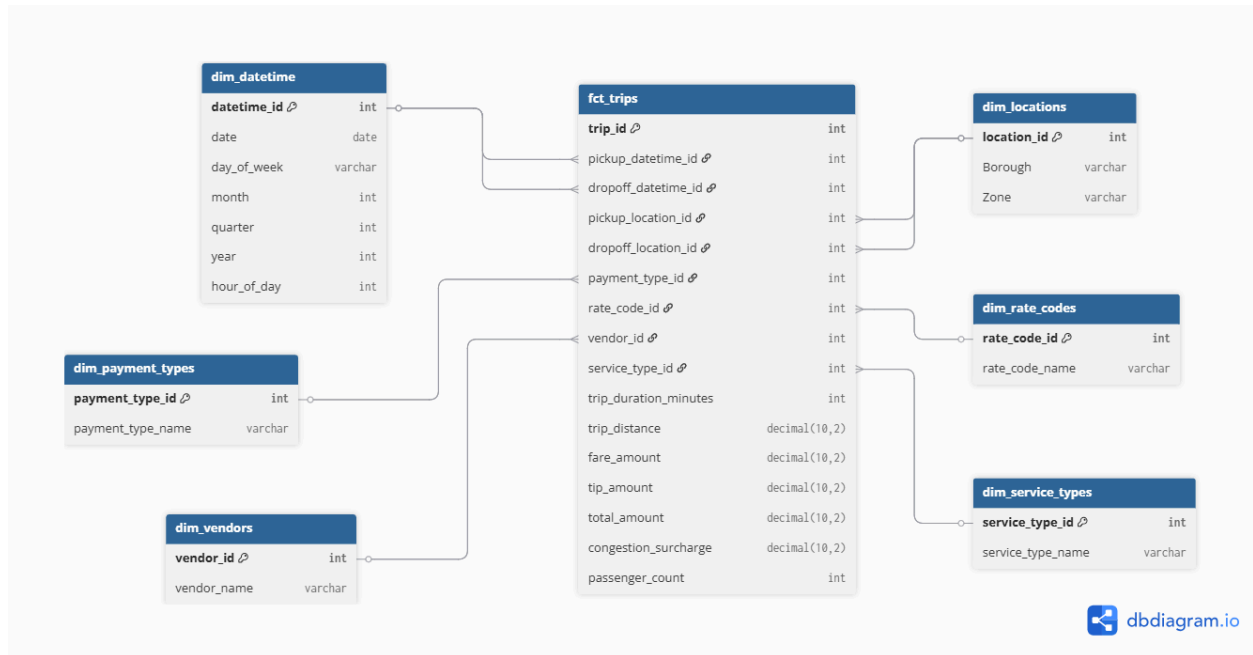 dim_datetime
datetime_id int
date date
day_of_week varchar
month int
quarter int
year int
hour_of_day int
dim_payment_types
payment_type_id int
payment_type_name varchar
dim_vendors
vendor_id int
vendor_name varchar
fct_trips
trip_id int
pickup_datetime_id int
dropoff_datetime_id int
pickup_location_id int
dropoff_location_id int
payment_type_id int
rate_code_id int
vendor_id int
service_type_id int
trip_duration_minutes int
trip_distance decimal(10,2)
fare_amount decimal(10,2)
tip_amount decimal(10,2)
total_amount decimal(10,2)
congestion_surcharge decimal(10,2)
passenger_count int
dim_locations
location_id int
Borough varchar
Zone varchar
dim_rate_codes
rate_code_id int
rate_code_name varchar
dim_service_types
service_type_id int
service_type_name varchar
dbdiagram.io